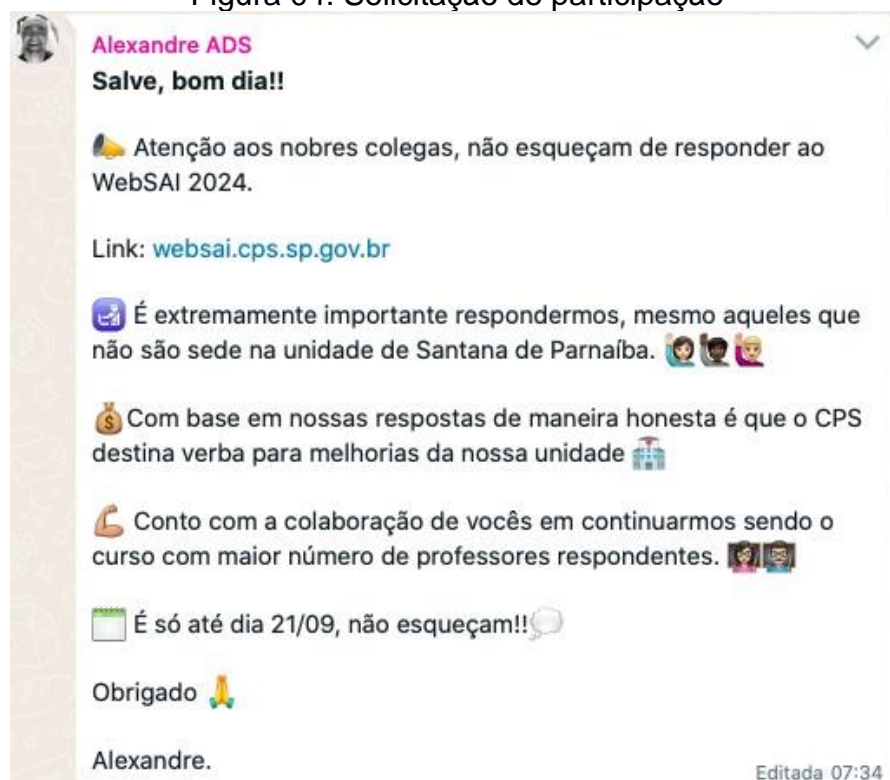 Figura 04: Solicitação de participação
Alexandre ADS
Salve, bom dia!!
📣 Atenção aos nobres colegas, não esqueçam de responder ao
WebSAI 2024.
Link: websai.cps.sp.gov.br
🛃 É extremamente importante respondermos, mesmo aqueles que
não são sede na unidade de Santana de Parnaíba. 🙋🏻‍♀️🙋🏿‍♂️🙋🏼
💰Com base em nossas respostas de maneira honesta é que o CPS
destina verba para melhorias da nossa unidade 🏥
💪🏼 Conto com a colaboração de vocês em continuarmos sendo o
curso com maior número de professores respondentes. 👩🏻‍🏫👨🏻‍🏫
🗓 É só até dia 21/09, não esqueçam!!💭
Obrigado 🙏
Alexandre.
Editada 07:34